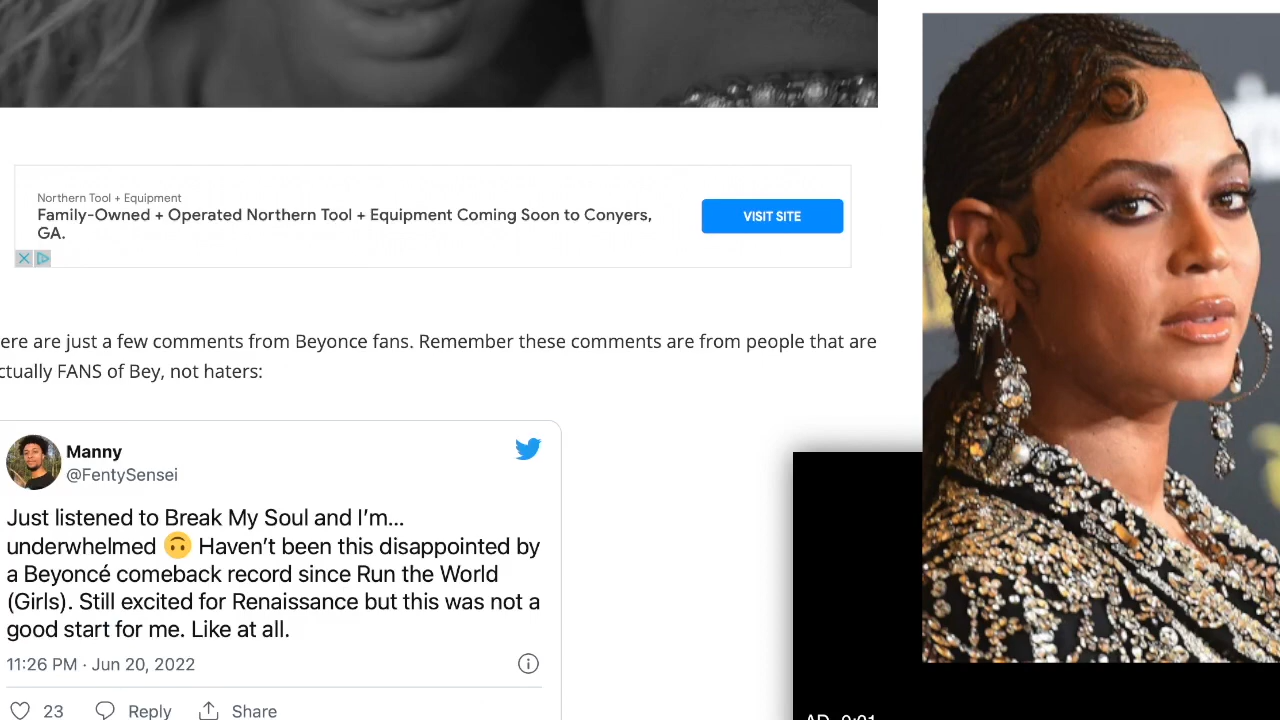 Northern Tool + Equipment
Family-Owned + Operated Northern Tool + Equipment Coming Soon to Conyers,
GA.
VISIT SITE
ere are just a few comments from Beyonce fans. Remember these comments are from people that are
ctually FANS of Bey, not haters:
Manny
@FentySensei
Just listened to Break My Soul and I’m...
underwhelmed 🙃 Haven’t been this disappointed by
a Beyoncé comeback record since Run the World
(Girls). Still excited for Renaissance but this was not a
good start for me. Like at all.
11:26 PM · Jun 20, 2022
23 Reply Share
AD 0:01